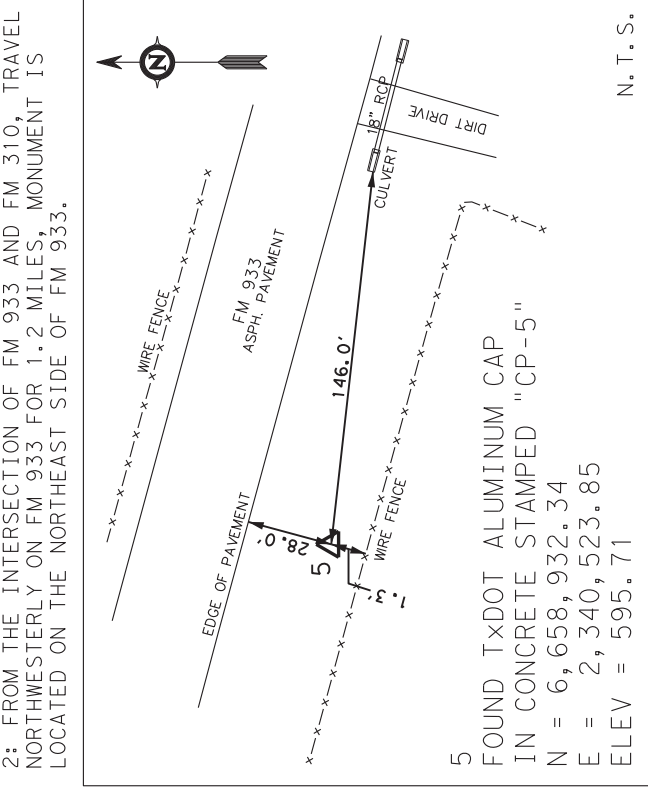 2: FROM THE INTERSECTION OF FM 933 AND FM 310, TRAVEL
NORTHWESTERLY ON FM 933 FOR 1.2 MILES, MONUMENT IS
LOCATED ON THE NORTHEAST SIDE OF FM 933.
N
WIRE FENCE
FM 933
ASPH. PAVEMENT
EDGE OF PAVEMENT
18" RCP
DIRT DRIVE
CULVERT
146.0'
28.0'
5
1.3'
WIRE FENCE
5
FOUND TxDOT ALUMINUM CAP
IN CONCRETE STAMPED "CP-5"
N = 6,658,932.34
E = 2,340,523.85
ELEV = 595.71
N.T.S.